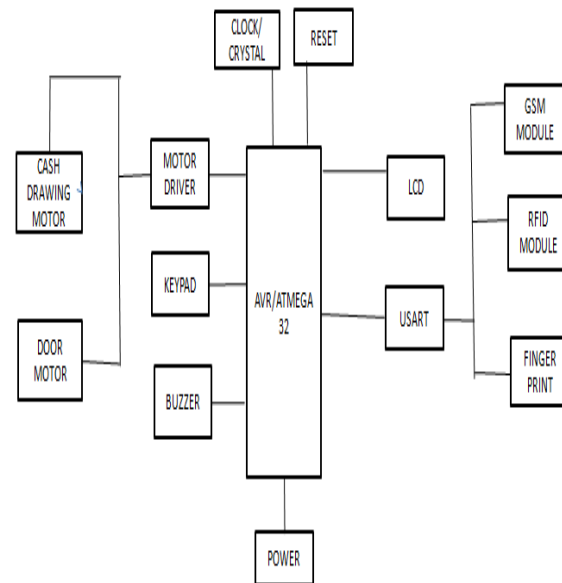 CLOCK/
CRYSTAL
RESET
GSM
MODULE
CASH
DRAWING
MOTOR
MOTOR
DRIVER
LCD
RFID
MODULE
KEYPAD
AVR/ATMEGA
32
USART
DOOR
MOTOR
BUZZER
FINGER
PRINT
POWER